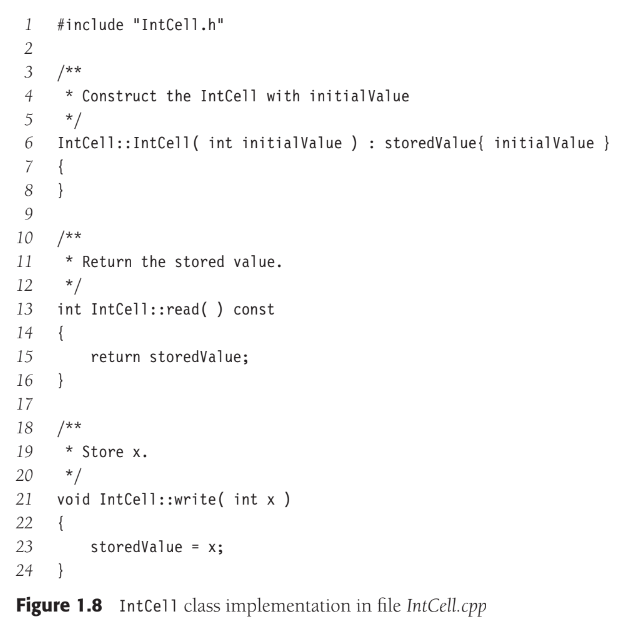 1 #include "IntCell.h"
2
3 /**
4  * Construct the IntCell with initialValue
5  */
6 IntCell::IntCell( int initialValue ) : storedValue{ initialValue }
7 {
8 }
9
10 /**
11  * Return the stored value.
12  */
13 int IntCell::read( ) const
14 {
15     return storedValue;
16 }
17
18 /**
19  * Store x.
20  */
21 void IntCell::write( int x )
22 {
23     storedValue = x;
24 }
Figure 1.8 IntCell class implementation in file IntCell.cpp